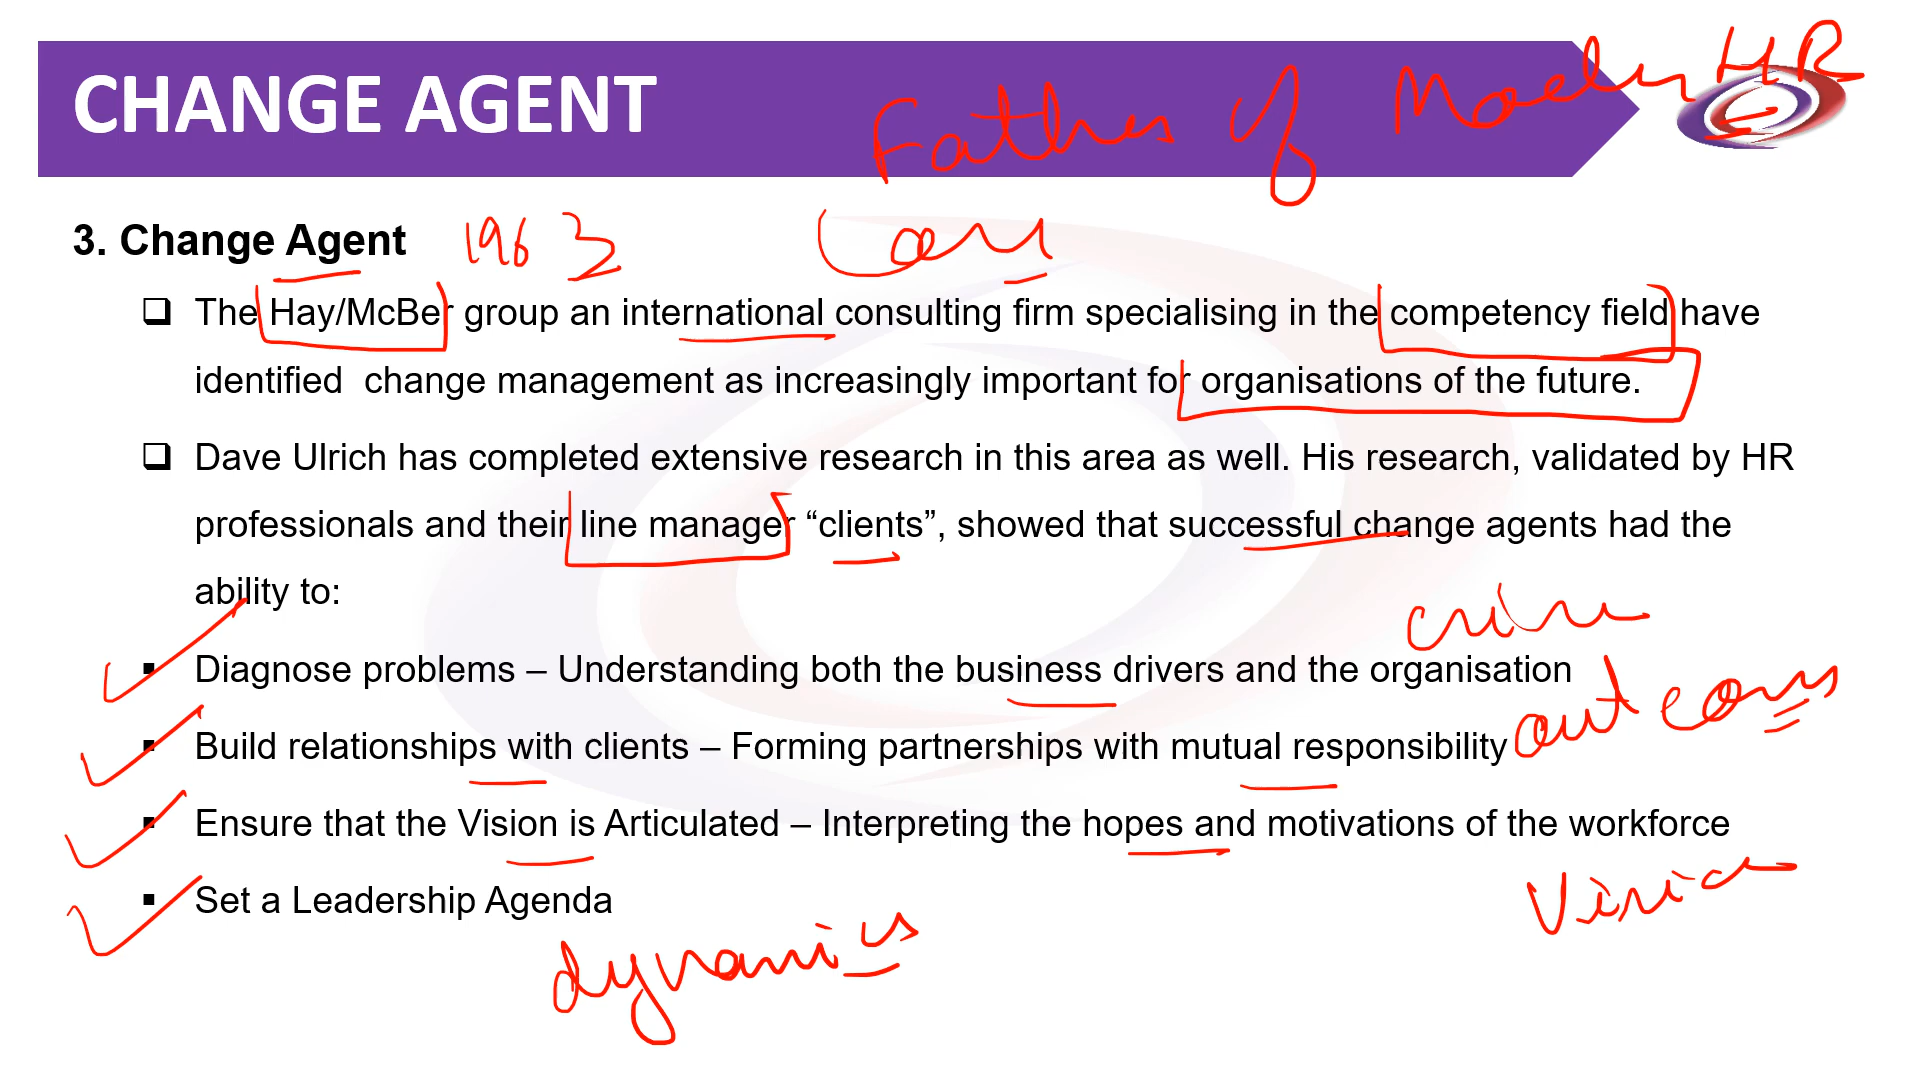 CHANGE AGENT
Father of Modern HR
3. Change Agent 1963
❑ The Hay/McBer group an international consulting firm specialising in the competency field have
identified change management as increasingly important for organisations of the future.
❑ Dave Ulrich has completed extensive research in this area as well. His research, validated by HR
professionals and their line manager “clients”, showed that successful change agents had the
ability to:
▪ Diagnose problems – Understanding both the business drivers and the organisation
outcoms
▪ Build relationships with clients – Forming partnerships with mutual responsibility
▪ Ensure that the Vision is Articulated – Interpreting the hopes and motivations of the workforce
Vision
▪ Set a Leadership Agenda
dynamics